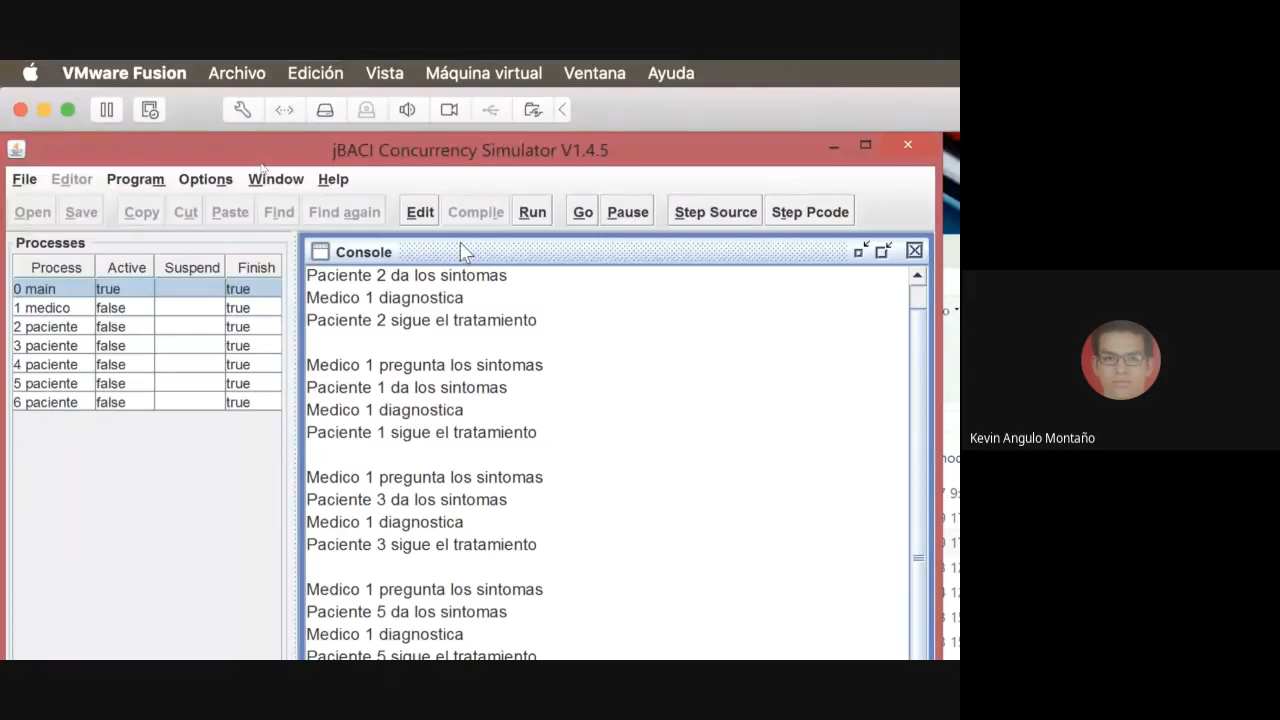 VMware Fusion Archivo Edición Vista Máquina virtual Ventana Ayuda
jBACI Concurrency Simulator V1.4.5
File Editor Program Options Window Help
Open Save Copy Cut Paste Find Find again Edit Compile Run Go Pause Step Source Step Pcode
Processes
Process Active Suspend Finish
0 main true true
1 medico false true
2 paciente false true
3 paciente false true
4 paciente false true
5 paciente false true
6 paciente false true
Console
Paciente 2 da los sintomas
Medico 1 diagnostica
Paciente 2 sigue el tratamiento
Medico 1 pregunta los sintomas
Paciente 1 da los sintomas
Medico 1 diagnostica
Paciente 1 sigue el tratamiento
Medico 1 pregunta los sintomas
Paciente 3 da los sintomas
Medico 1 diagnostica
Paciente 3 sigue el tratamiento
Medico 1 pregunta los sintomas
Paciente 5 da los sintomas
Medico 1 diagnostica
Paciente 5 sigue el tratamiento
Kevin Angulo Montaño